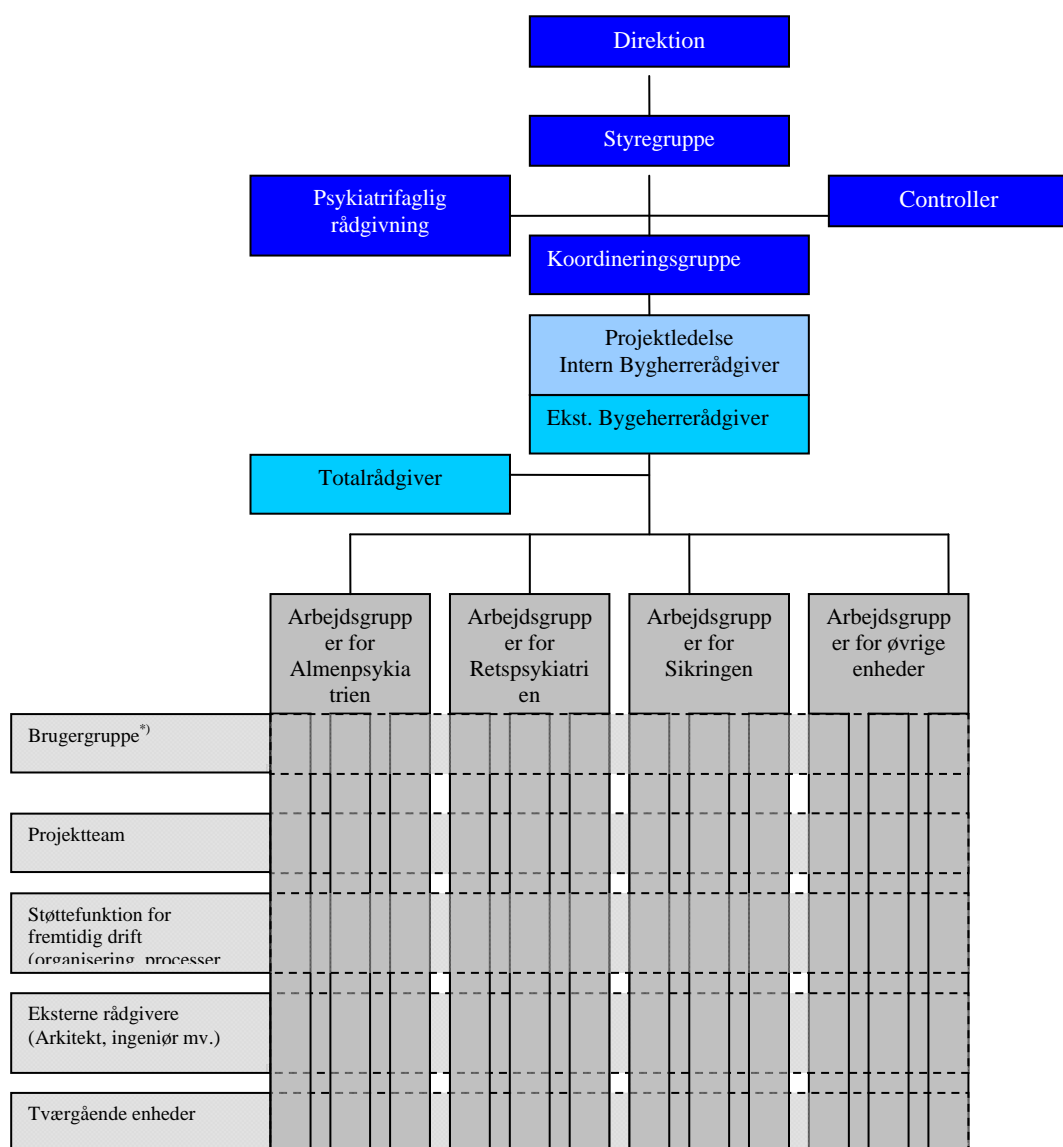 Direktion
Styregruppe
Psykiatrifaglig
rådgivning
Controller
Koordineringsgruppe
Projektledelse
Intern Bygherrerådgiver
Ekst. Bygeherrerådgiver
Totalrådgiver
Arbejdsgrupp
er for
Almenpsykia
trien
Arbejdsgrupp
er for
Retspsykiatri
en
Arbejdsgrupp
er for
Sikringen
Arbejdsgrupp
er for øvrige
enheder
Brugergruppe*)
Projektteam
Støttefunktion for
fremtidig drift
(organisering, processer
Eksterne rådgivere
(Arkitekt, ingeniør mv.)
Tværgående enheder